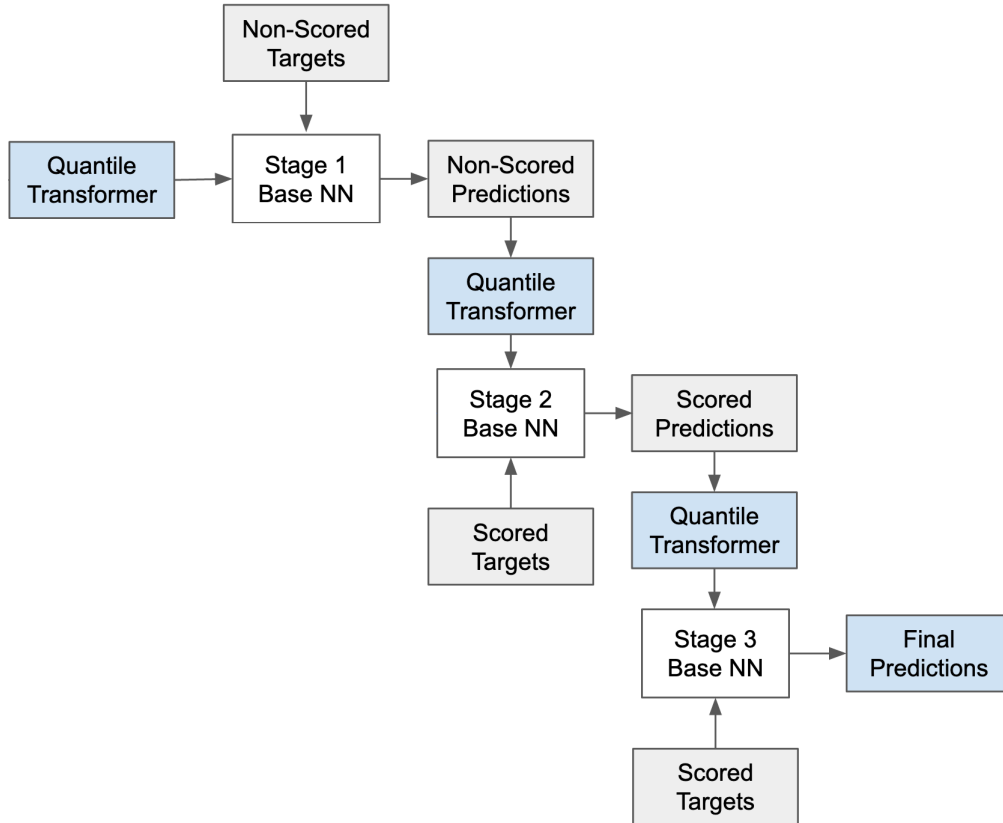 Non-Scored
Targets
Quantile
Transformer
Stage 1
Base NN
Non-Scored
Predictions
Quantile
Transformer
Stage 2
Base NN
Scored
Predictions
Scored
Targets
Quantile
Transformer
Stage 3
Base NN
Final
Predictions
Scored
Targets